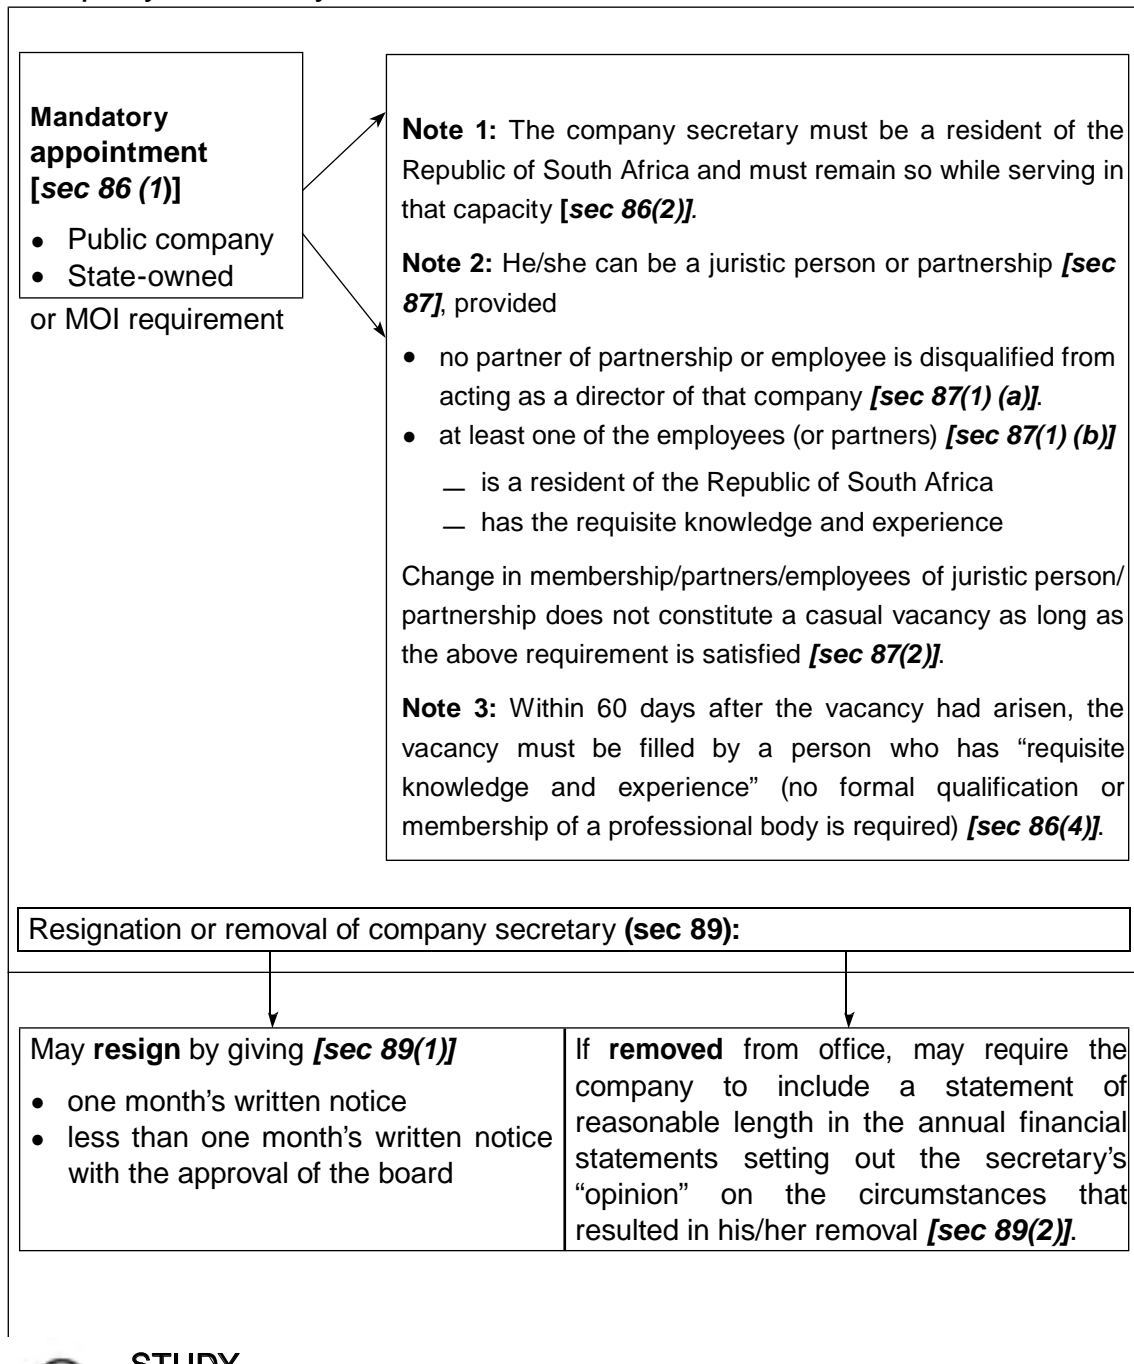 Mandatory
appointment
[sec 86 (1)]
• Public company
• State-owned
or MOI requirement
Note 1: The company secretary must be a resident of the
Republic of South Africa and must remain so while serving in
that capacity [sec 86(2)].
Note 2: He/she can be a juristic person or partnership [sec
87], provided
• no partner of partnership or employee is disqualified from
acting as a director of that company [sec 87(1) (a)].
• at least one of the employees (or partners) [sec 87(1) (b)]
— is a resident of the Republic of South Africa
— has the requisite knowledge and experience
Change in membership/partners/employees of juristic person/
partnership does not constitute a casual vacancy as long as
the above requirement is satisfied [sec 87(2)].
Note 3: Within 60 days after the vacancy had arisen, the
vacancy must be filled by a person who has “requisite
knowledge and experience” (no formal qualification or
membership of a professional body is required) [sec 86(4)].
Resignation or removal of company secretary (sec 89):
May resign by giving [sec 89(1)]
• one month’s written notice
• less than one month’s written notice
with the approval of the board
If removed from office, may require the
company to include a statement of
reasonable length in the annual financial
statements setting out the secretary’s
“opinion” on the circumstances that
resulted in his/her removal [sec 89(2)].
STUDY